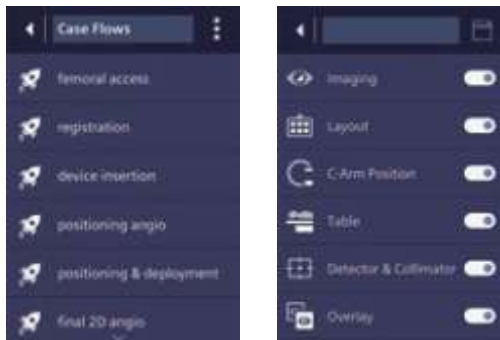 Case Flows
femoral access
registration
device insertion
positioning angio
positioning & deployment
final 2D angio
Imaging
Layout
C-Arm Position
Table
Detector & Collimator
Overlay